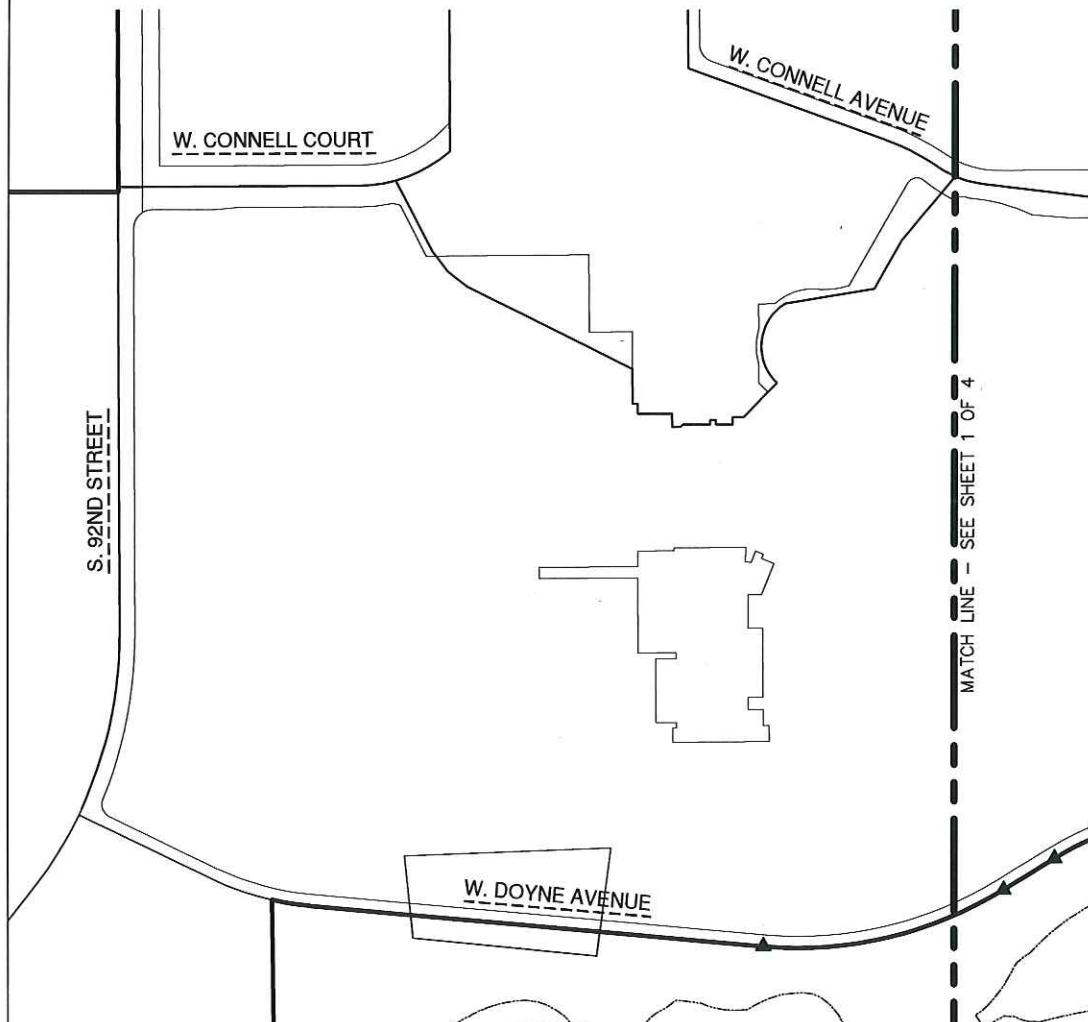 W. CONNELL AVENUE
W. CONNELL COURT
S. 92ND STREET
MATCH LINE - SEE SHEET 1 OF 4
W. DOYNE AVENUE